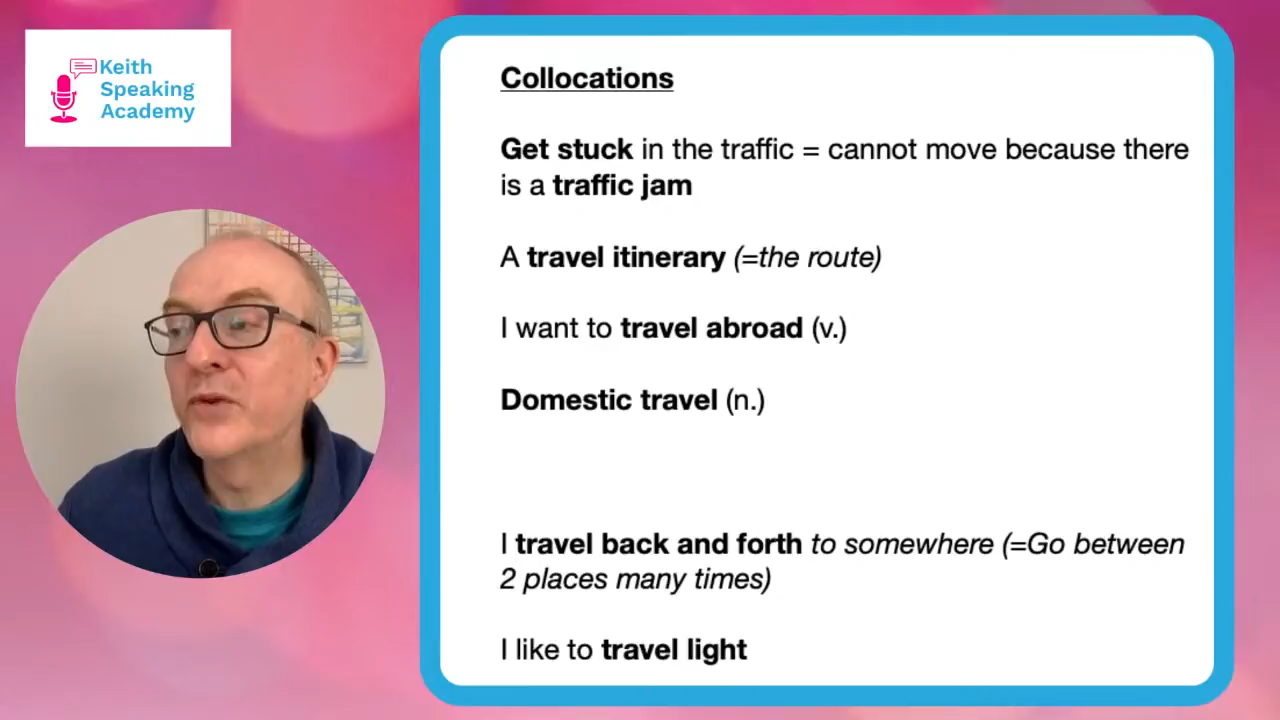 Keith
Speaking
Academy
Collocations
Get stuck in the traffic = cannot move because there
is a traffic jam
A travel itinerary (=the route)
I want to travel abroad (v.)
Domestic travel (n.)
I travel back and forth to somewhere (=Go between
2 places many times)
I like to travel light